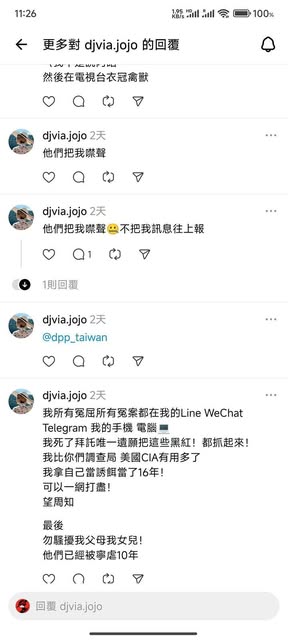 11:26
1.95 KB/S HD 100%
更多對 djvia.jojo 的回覆
然後在電視台衣冠禽獸
djvia.jojo 2天
他們把我噤聲
djvia.jojo 2天
他們把我噤聲🤐不把我訊息往上報
1
1則回覆
djvia.jojo 2天
@dpp_taiwan
djvia.jojo 2天
我所有冤屈所有冤案都在我的Line WeChat
Telegram 我的手機 電腦💻
我死了拜託唯一遺願把這些黑紅！都抓起來！
我比你們調查局 美國CIA有用多了
我拿自己當誘餌當了16年！
可以一網打盡！
望周知
最後
勿騷擾我父母我女兒！
他們已經被寧虐10年
回覆 djvia.jojo